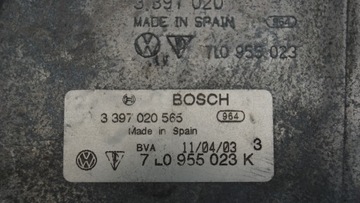 3 397 020
MADE IN SPAIN
964
7L0 955 023
BOSCH
3 397 020 565
964
Made in Spain
BVA 11/04/03 3
7 L0 955 023 K